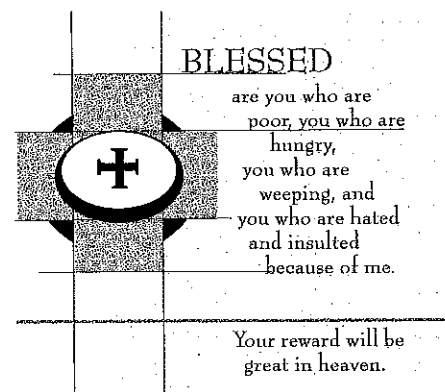 BLESSED
are you who are
poor, you who are
hungry,
you who are
weeping, and
you who are hated
and insulted
because of me.
Your reward will be
great in heaven.